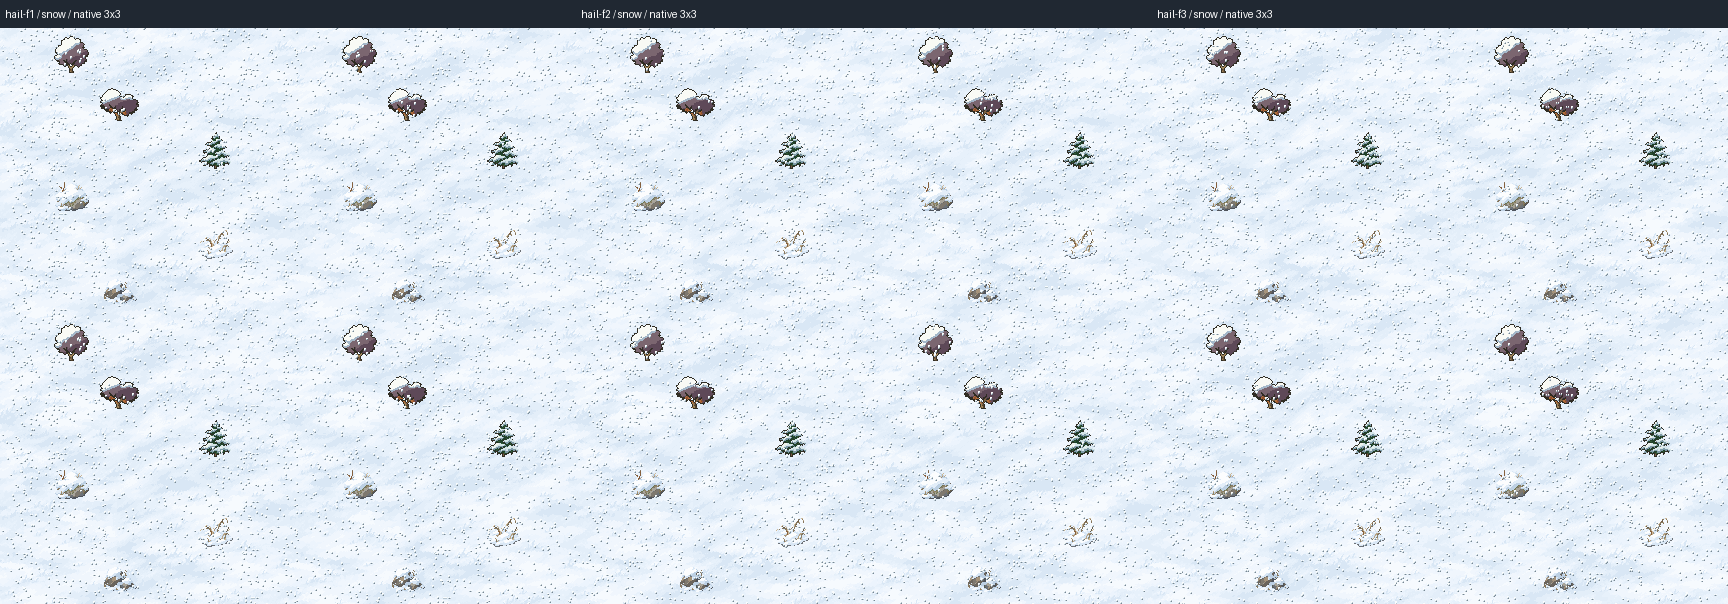 hail-f1 / snow / native 3x3
hail-f2 / snow / native 3x3
hail-f3 / snow / native 3x3